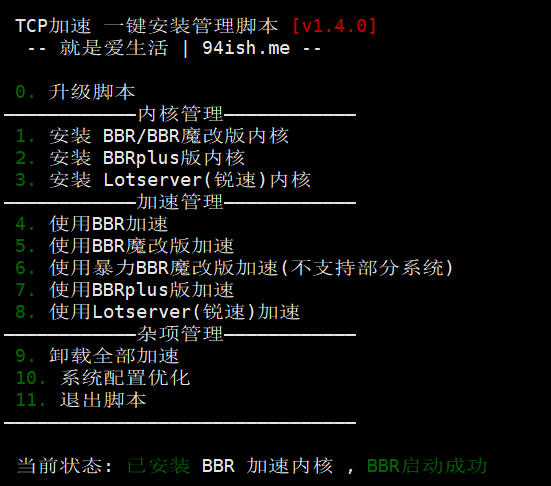 TCP加速 一键安装管理脚本 [v1.4.0]
-- 就是爱生活 | 94ish.me --
0. 升级脚本
————————————内核管理————————————
1. 安装 BBR/BBR魔改版内核
2. 安装 BBRplus版内核
3. 安装 Lotserver(锐速)内核
————————————加速管理————————————
4. 使用BBR加速
5. 使用BBR魔改版加速
6. 使用暴力BBR魔改版加速(不支持部分系统)
7. 使用BBRplus版加速
8. 使用Lotserver(锐速)加速
————————————杂项管理————————————
9. 卸载全部加速
10. 系统配置优化
11. 退出脚本
————————————————————————————————
当前状态: 已安装 BBR 加速内核 , BBR启动成功